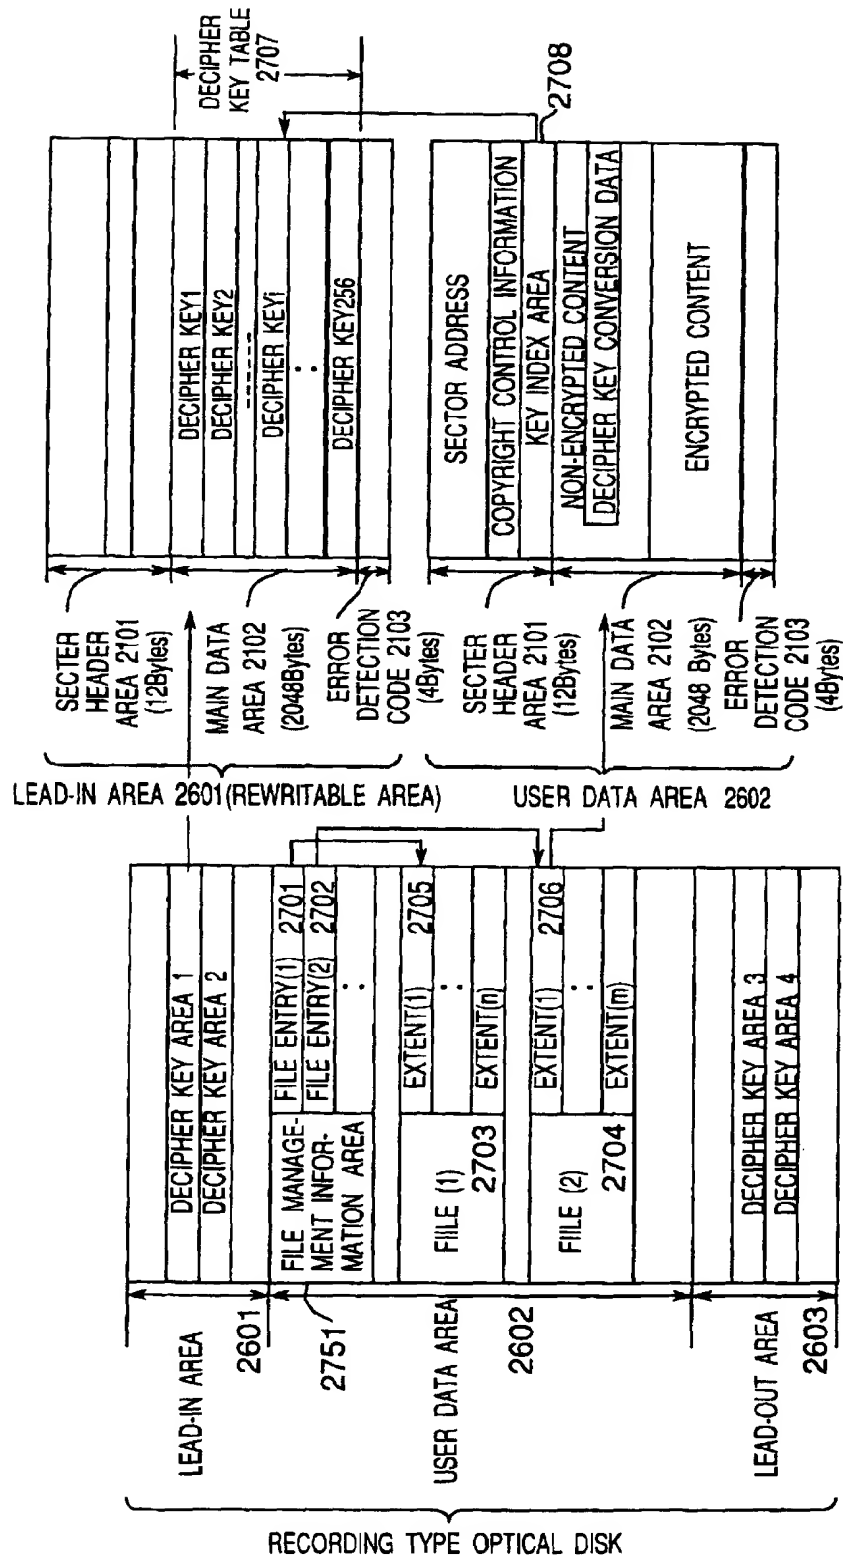 RECORDING TYPE OPTICAL DISK
LEAD-IN AREA
2601
USER DATA AREA
2602
LEAD-OUT AREA
2603
2751
DECIPHER KEY AREA 1
DECIPHER KEY AREA 2
FILE MANAGE-
MENT INFOR-
MATION AREA
FILE ENTRY(1) 2701
FILE ENTRY(2) 2702
FIILE (1)
2703
EXTENT(1) 2705
EXTENT(n)
FIILE (2)
2704
EXTENT(1) 2706
EXTENT(m)
DECIPHER KEY AREA 3
DECIPHER KEY AREA 4
LEAD-IN AREA 2601(REWRITABLE AREA)
SECTER
HEADER
AREA 2101
(12Bytes)
MAIN DATA
AREA 2102
(2048Bytes)
ERROR
DETECTION
CODE 2103
(4Bytes)
DECIPHER KEY1
DECIPHER KEY2
DECIPHER KEYi
DECIPHER KEY256
DECIPHER
KEY TABLE
2707
USER DATA AREA 2602
SECTER
HEADER
AREA 2101
(12Bytes)
MAIN DATA
AREA 2102
(2048 Bytes)
ERROR
DETECTION
CODE 2103
(4Bytes)
SECTOR ADDRESS
COPYRIGHT CONTROL INFORMATION
KEY INDEX AREA
NON-ENCRYPTED CONTENT
DECIPHER KEY CONVERSION DATA
ENCRYPTED CONTENT
2708